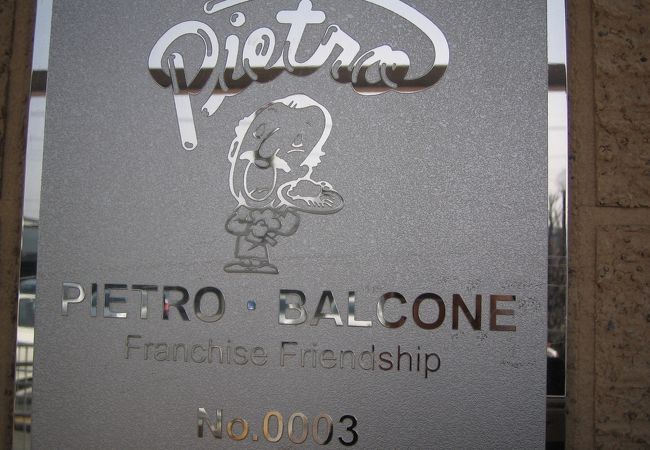 Pietro
PIETRO · BALCONE
Franchise Friendship
No.0003